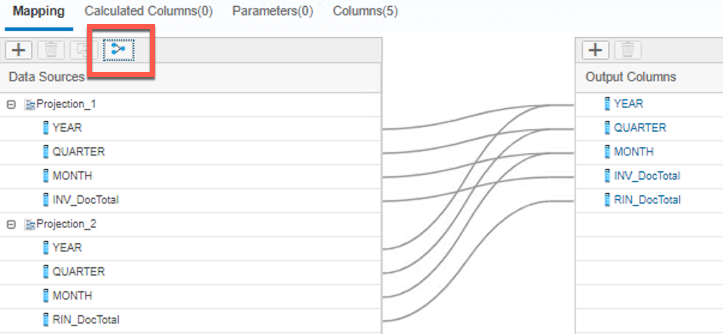 Mapping Calculated Columns(0) Parameters(0) Columns(5)
Data Sources
Projection_1
YEAR
QUARTER
MONTH
INV_DocTotal
Projection_2
YEAR
QUARTER
MONTH
RIN_DocTotal
Output Columns
YEAR
QUARTER
MONTH
INV_DocTotal
RIN_DocTotal